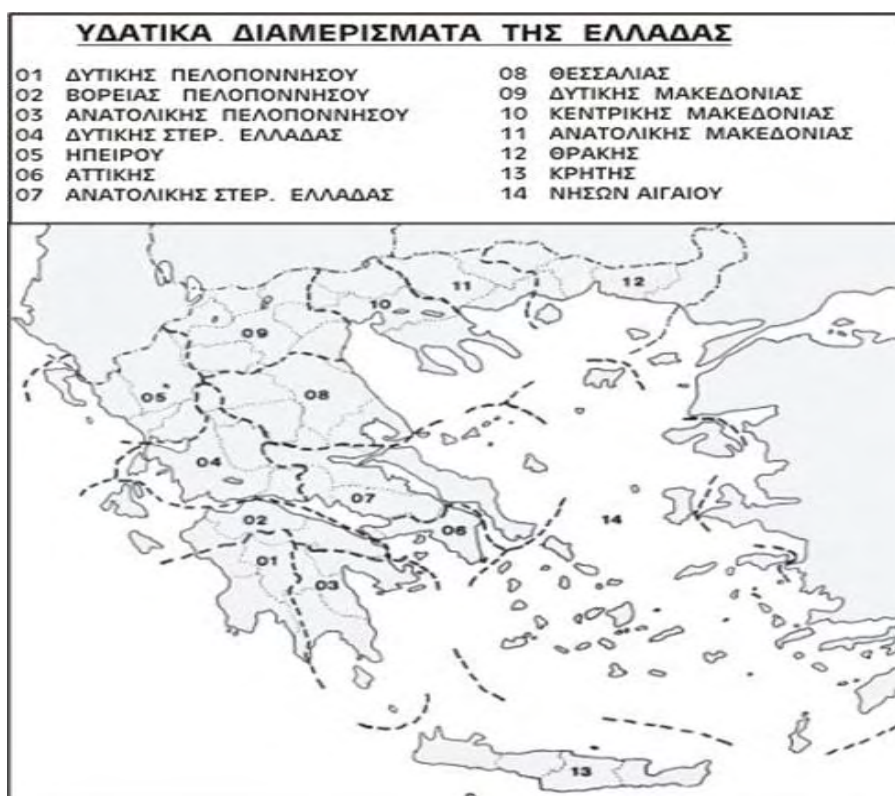 ΥΔΑΤΙΚΑ ΔΙΑΜΕΡΙΣΜΑΤΑ ΤΗΣ ΕΛΛΑΔΑΣ
01 ΔΥΤΙΚΗΣ ΠΕΛΟΠΟΝΝΗΣΟΥ
02 ΒΟΡΕΙΑΣ ΠΕΛΟΠΟΝΝΗΣΟΥ
03 ΑΝΑΤΟΛΙΚΗΣ ΠΕΛΟΠΟΝΝΗΣΟΥ
04 ΔΥΤΙΚΗΣ ΣΤΕΡ. ΕΛΛΑΔΑΣ
05 ΗΠΕΙΡΟΥ
06 ΑΤΤΙΚΗΣ
07 ΑΝΑΤΟΛΙΚΗΣ ΣΤΕΡ. ΕΛΛΑΔΑΣ
08 ΘΕΣΣΑΛΙΑΣ
09 ΔΥΤΙΚΗΣ ΜΑΚΕΔΟΝΙΑΣ
10 ΚΕΝΤΡΙΚΗΣ ΜΑΚΕΔΟΝΙΑΣ
11 ΑΝΑΤΟΛΙΚΗΣ ΜΑΚΕΔΟΝΙΑΣ
12 ΘΡΑΚΗΣ
13 ΚΡΗΤΗΣ
14 ΝΗΣΩΝ ΑΙΓΑΙΟΥ
12
11
10
09
05
08
04
07
14
02
06
01
03
13